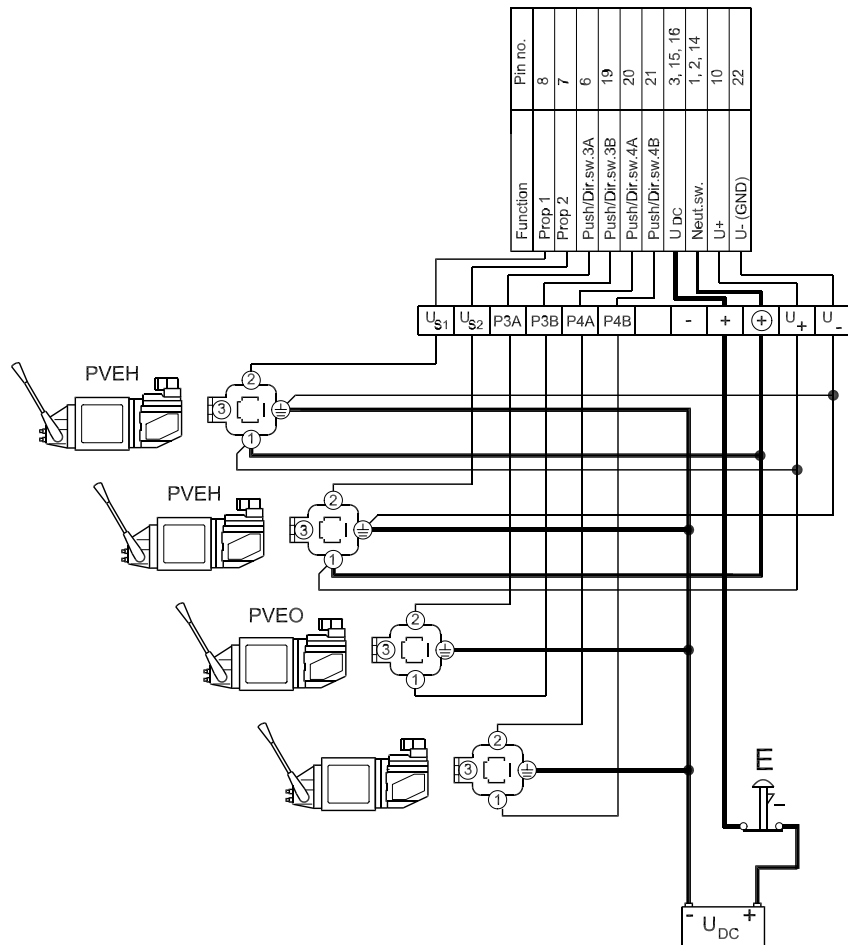 Pin no. 8 7 6 19 20 21 3, 15, 16 1, 2, 14 10 22
Function Prop 1 Prop 2 Push/Dir.sw.3A Push/Dir.sw.3B Push/Dir.sw.4A Push/Dir.sw.4B U DC Neut.sw. U+ U- (GND)
US1 US2 P3A P3B P4A P4B - + + U+ U-
PVEH
2
3
1
PVEH
2
3
1
PVEO
2
3
1
2
3
1
E
-
- UDC +